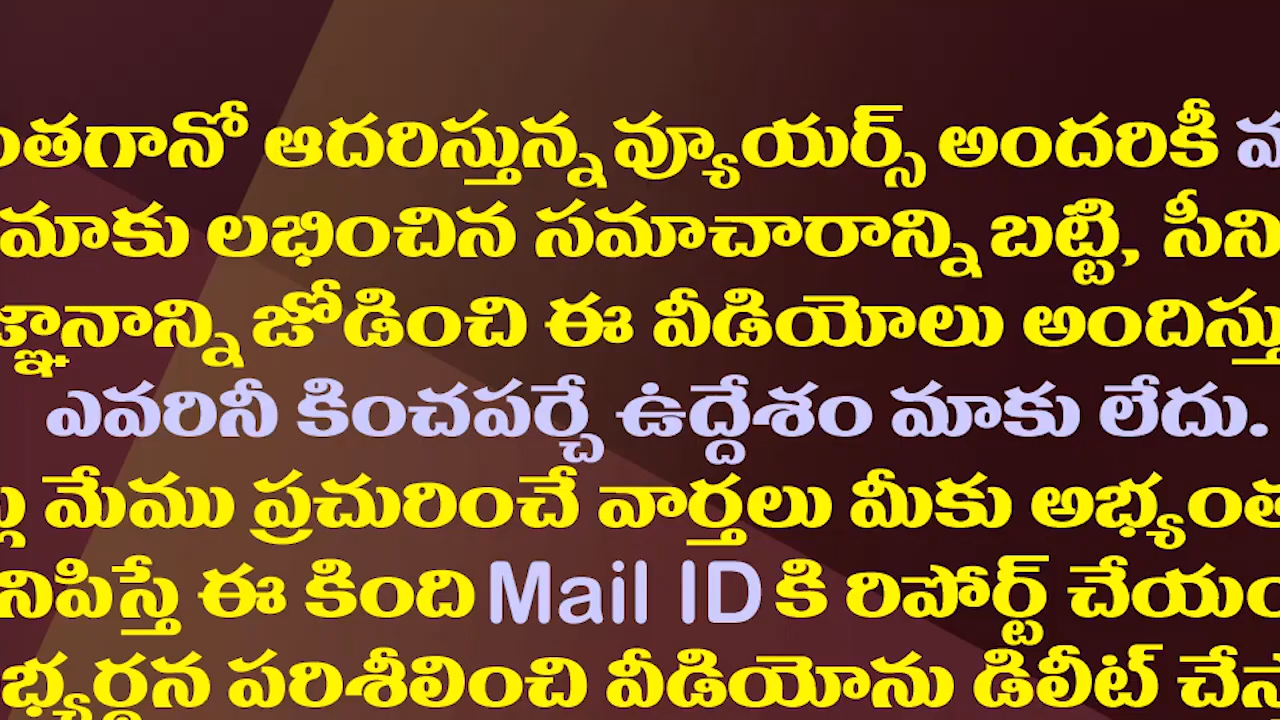 ఆదరిస్తున్న వ్యూయర్స్ అందరికీ
మాకు లభించిన సమాచారాన్ని బట్టి,
జోడించి ఈ వీడియోలు
ఎవరినీ కించపర్చే ఉద్దేశం మాకు లేదు.
మేము ప్రచురించే వార్తలు మీకు
ఈ కింది Mail ID కి రిపోర్ట్
పరిశీలించి వీడియోను డిలీట్